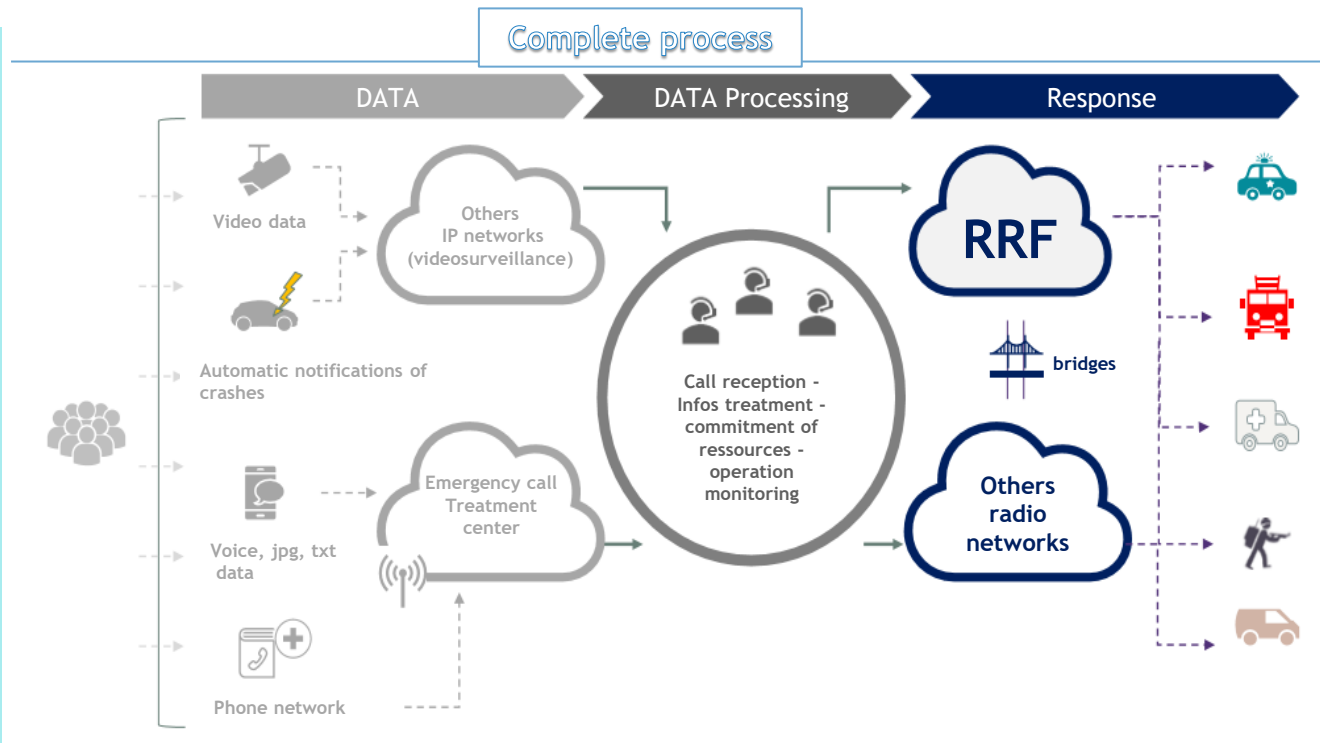 Complete process
DATA
DATA Processing
Response
Video data
Others
IP networks
(videosurveillance)
Automatic notifications of
crashes
Emergency call
Treatment
center
Voice, jpg, txt
data
Phone network
Call reception -
Infos treatment -
commitment of
ressources -
operation
monitoring
RRF
bridges
Others
radio
networks